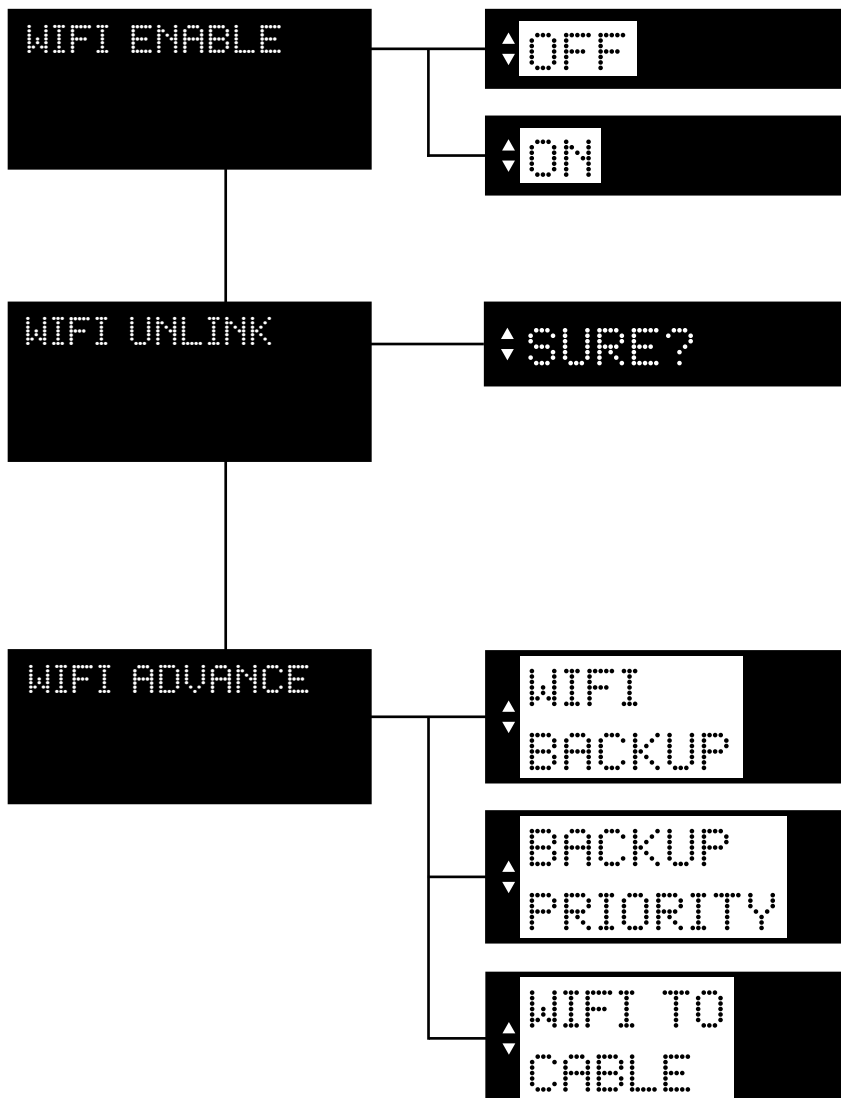 WIFI ENABLE
OFF
ON
WIFI UNLINK
SURE?
WIFI ADVANCE
WIFI
BACKUP
BACKUP
PRIORITY
WIFI TO
CABLE